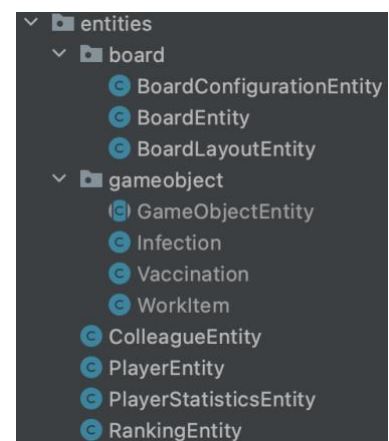 entities
board
BoardConfigurationEntity
BoardEntity
BoardLayoutEntity
gameobject
GameObjectEntity
Infection
Vaccination
WorkItem
ColleagueEntity
PlayerEntity
PlayerStatisticsEntity
RankingEntity